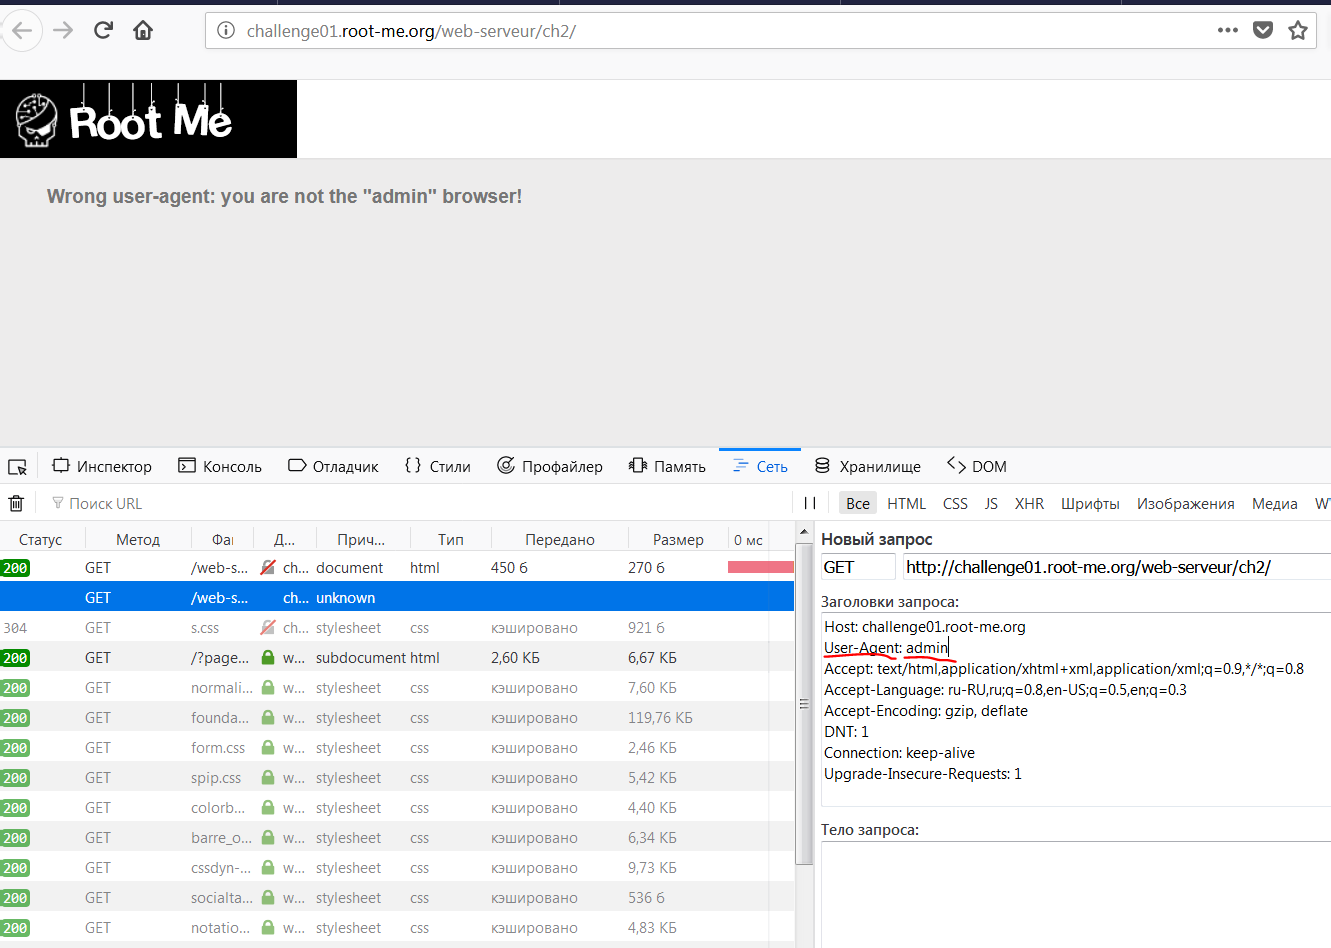 challenge01.root-me.org/web-serveur/ch2/
Root Me
Wrong user-agent: you are not the "admin" browser!
Инспектор Консоль Отладчик Стили Профайлер Память Сеть Хранилище DOM
Поиск URL Все HTML CSS JS XHR Шрифты Изображения Медиа
Статус Метод Фаі Д... Прич... Тип Передано Размер 0 мс
200 GET /web-s... ch... document html 450 б 270 б
GET /web-s... ch... unknown
304 GET s.css ch... stylesheet css кэшировано 921 б
200 GET /?page... w... subdocument html 2,60 КБ 6,67 КБ
200 GET normali... w... stylesheet css кэшировано 7,60 КБ
200 GET founda... w... stylesheet css кэшировано 119,76 КБ
200 GET form.css w... stylesheet css кэшировано 2,46 КБ
200 GET spip.css w... stylesheet css кэшировано 5,42 КБ
200 GET colorb... w... stylesheet css кэшировано 4,40 КБ
200 GET barre_o... w... stylesheet css кэшировано 6,34 КБ
200 GET cssdyn-... w... stylesheet css кэшировано 9,73 КБ
200 GET socialta... w... stylesheet css кэшировано 536 б
200 GET notatio... w... stylesheet css кэшировано 4,83 КБ
Новый запрос
GET http://challenge01.root-me.org/web-serveur/ch2/
Заголовки запроса:
Host: challenge01.root-me.org
User-Agent: admin
Accept: text/html,application/xhtml+xml,application/xml;q=0.9,*/*;q=0.8
Accept-Language: ru-RU,ru;q=0.8,en-US;q=0.5,en;q=0.3
Accept-Encoding: gzip, deflate
DNT: 1
Connection: keep-alive
Upgrade-Insecure-Requests: 1
Тело запроса: